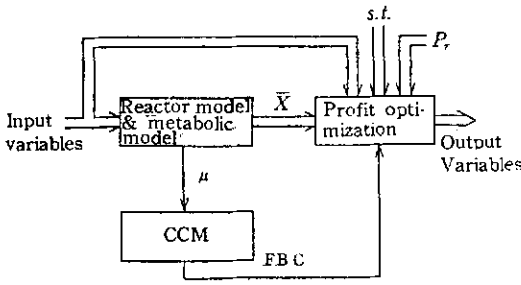 s.t.
P_r
Input
variables
Reactor model
& metabolic
model
X̅
Profit opti-
mization
Output
Variables
μ
CCM
FBC